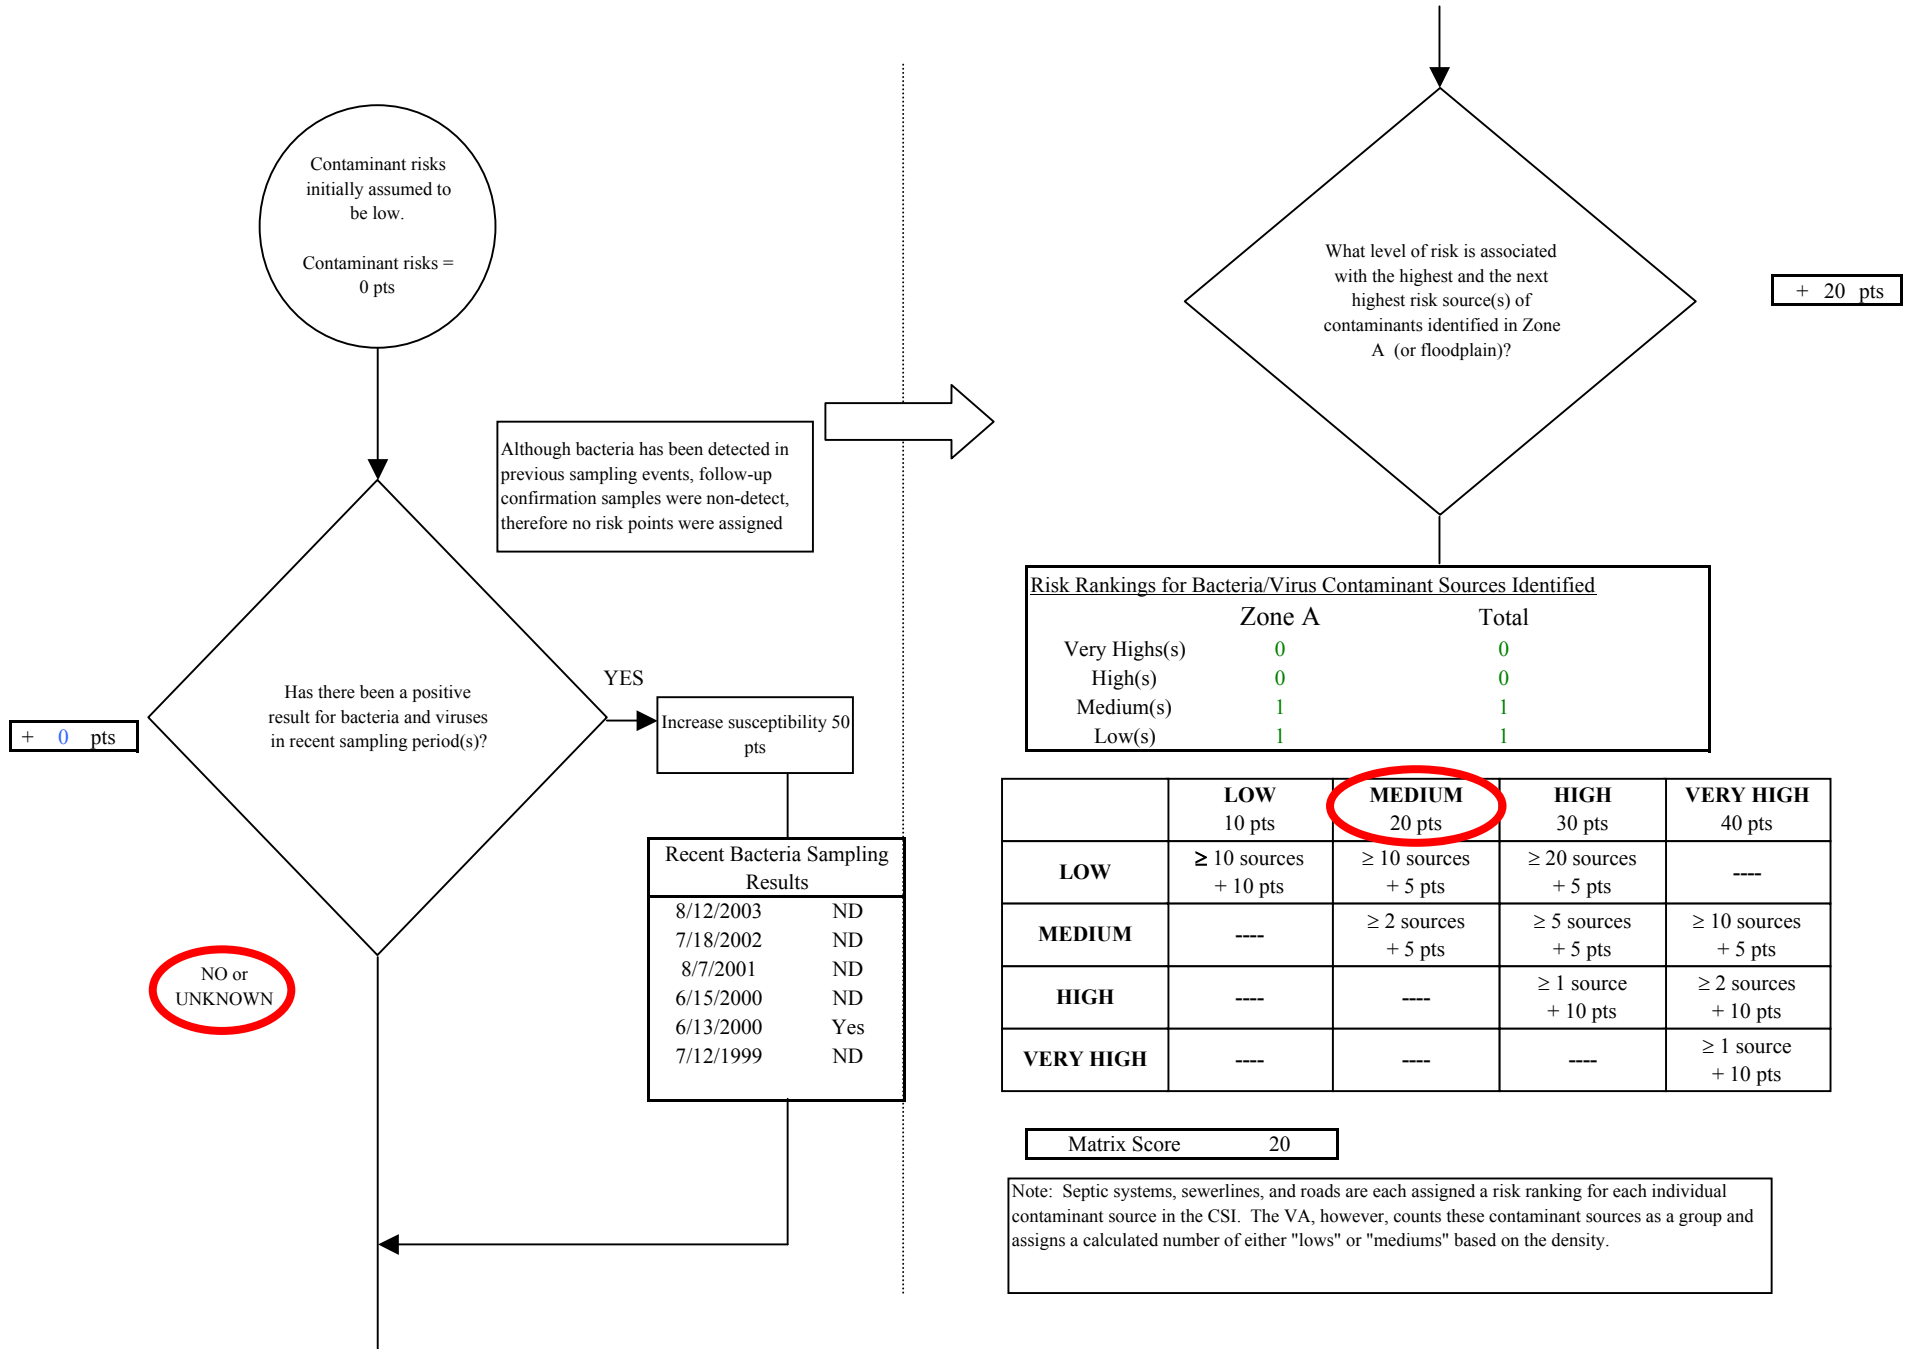 Contaminant risks
initially assumed to
be low.
Contaminant risks =
0 pts
Although bacteria has been detected in
previous sampling events, follow-up
confirmation samples were non-detect,
therefore no risk points were assigned
Has there been a positive
result for bacteria and viruses
in recent sampling period(s)?
+ 0 pts
YES
Increase susceptibility 50
pts
Recent Bacteria Sampling
Results
8/12/2003 ND
7/18/2002 ND
8/7/2001 ND
6/15/2000 ND
6/13/2000 Yes
7/12/1999 ND
NO or
UNKNOWN
What level of risk is associated
with the highest and the next
highest risk source(s) of
contaminants identified in Zone
A (or floodplain)?
+ 20 pts
Risk Rankings for Bacteria/Virus Contaminant Sources Identified
Zone A Total
Very Highs(s) 0 0
High(s) 0 0
Medium(s) 1 1
Low(s) 1 1
LOW MEDIUM HIGH VERY HIGH
10 pts 20 pts 30 pts 40 pts
LOW ≥ 10 sources ≥ 10 sources ≥ 20 sources ----
+ 10 pts + 5 pts + 5 pts
MEDIUM ---- ≥ 2 sources ≥ 5 sources ≥ 10 sources
+ 5 pts + 5 pts + 5 pts
HIGH ---- ---- ≥ 1 source ≥ 2 sources
+ 10 pts + 10 pts
VERY HIGH ---- ---- ---- ≥ 1 source
+ 10 pts
Matrix Score 20
Note: Septic systems, sewerlines, and roads are each assigned a risk ranking for each individual
contaminant source in the CSI. The VA, however, counts these contaminant sources as a group and
assigns a calculated number of either "lows" or "mediums" based on the density.